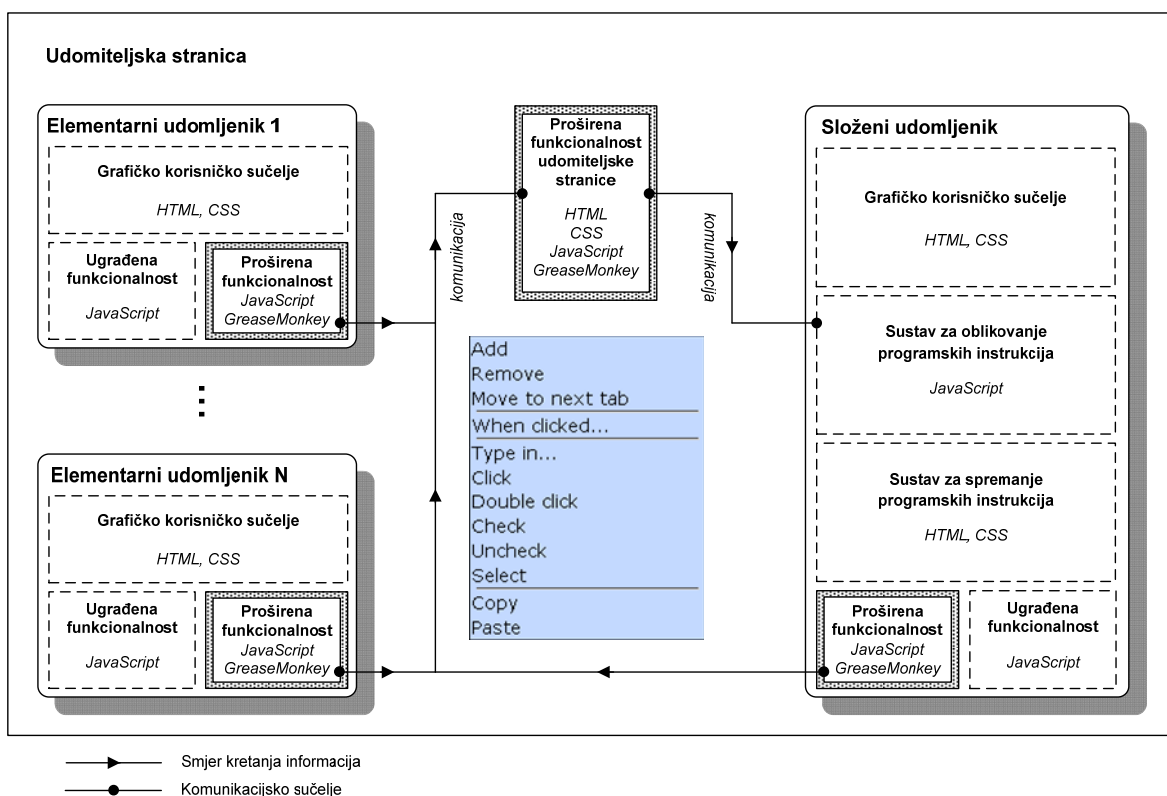 Udomiteljska stranica
Elementarni udomljenik 1
Grafičko korisničko sučelje
HTML, CSS
Ugrađena
funkcionalnost
JavaScript
Proširena
funkcionalnost
JavaScript
GreaseMonkey
Elementarni udomljenik N
Grafičko korisničko sučelje
HTML, CSS
Ugrađena
funkcionalnost
JavaScript
Proširena
funkcionalnost
JavaScript
GreaseMonkey
komunikacija
Proširena
funkcionalnost
udomiteljske
stranice
HTML
CSS
JavaScript
GreaseMonkey
komunikacija
Add
Remove
Move to next tab
When clicked...
Type in...
Click
Double click
Check
Uncheck
Select
Copy
Paste
Složeni udomljenik
Grafičko korisničko sučelje
HTML, CSS
Sustav za oblikovanje
programskih instrukcija
JavaScript
Sustav za spremanje
programskih instrukcija
HTML, CSS
Proširena
funkcionalnost
JavaScript
GreaseMonkey
Ugrađena
funkcionalnost
JavaScript
Smjer kretanja informacija
Komunikacijsko sučelje